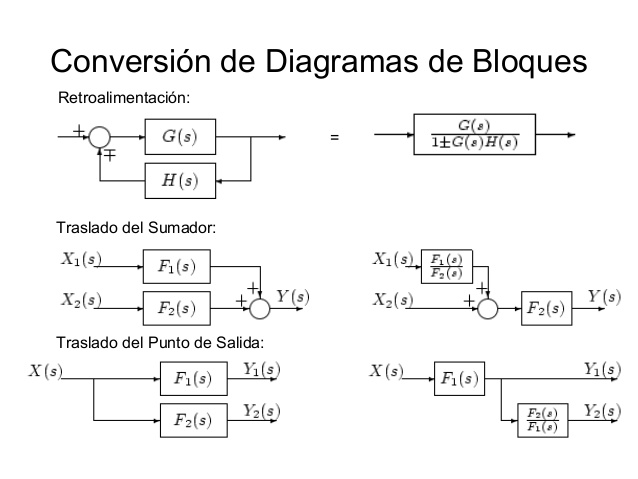 Conversión de Diagramas de Bloques
Retroalimentación:
+ G(s) = G(s)
∓ 1±G(s)H(s)
H(s)
Traslado del Sumador:
X₁(s) F₁(s) X₁(s) F₁(s)
F₂(s)
+ +
X₂(s) F₂(s) + Y(s) X₂(s) + F₂(s) Y(s)
Traslado del Punto de Salida:
X(s) F₁(s) Y₁(s) X(s) F₁(s) Y₁(s)
F₂(s) Y₂(s) F₂(s) Y₂(s)
F₁(s)